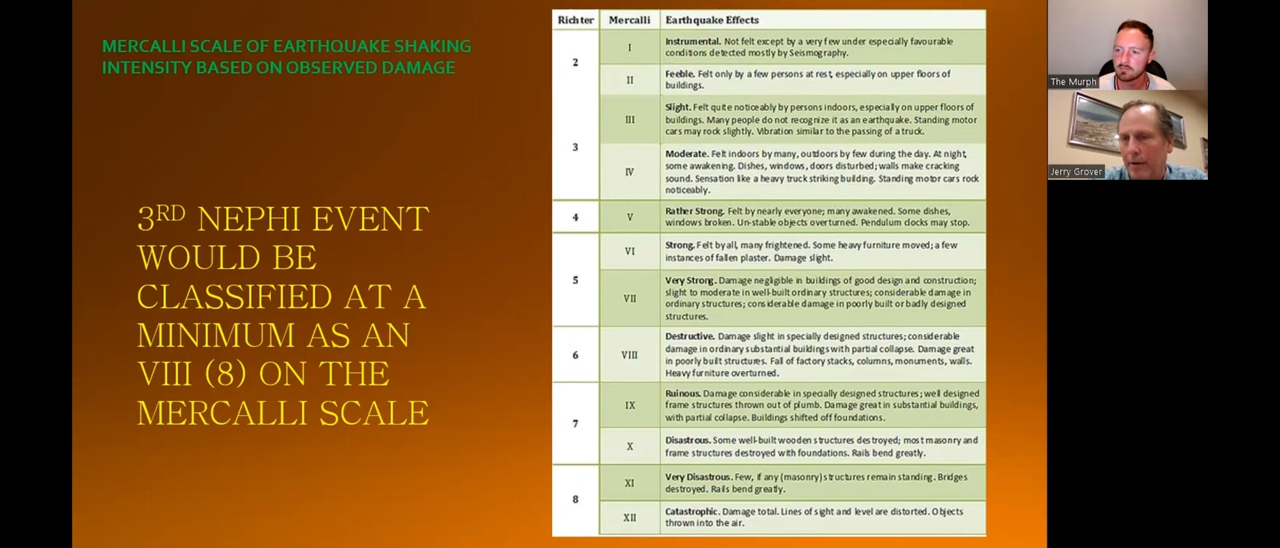 MERCALLI SCALE OF EARTHQUAKE SHAKING
INTENSITY BASED ON OBSERVED DAMAGE
3RD NEPHI EVENT
WOULD BE
CLASSIFIED AT A
MINIMUM AS AN
VIII (8) ON THE
MERCALLI SCALE
Richter Mercalli Earthquake Effects
2
I Instrumental. Not felt except by a very few under especially favourable
conditions detected mostly by Seismography.
II Feeble. Felt only by a few persons at rest, especially on upper floors of
buildings.
3
III Slight. Felt quite noticeably by persons indoors, especially on upper floors of
buildings. Many people do not recognize it as an earthquake. Standing motor
cars may rock slightly. Vibration similar to the passing of a truck.
IV Moderate. Felt indoors by many, outdoors by few during the day. At night,
some awakening. Dishes, windows, doors disturbed; walls make cracking
sound. Sensation like a heavy truck striking building. Standing motor cars rock
noticeably.
4 V Rather Strong. Felt by nearly everyone; many awakened. Some dishes,
windows broken. Un-stable objects overturned. Pendulum clocks may stop.
5
VI Strong. Felt by all, many frightened. Some heavy furniture moved; a few
instances of fallen plaster. Damage slight.
VII Very Strong. Damage negligible in buildings of good design and construction;
slight to moderate in well-built ordinary structures; considerable damage in
ordinary structures; considerable damage in poorly built or badly designed
structures.
6 VIII Destructive. Damage slight in specially designed structures; considerable
damage in ordinary substantial buildings with partial collapse. Damage great
in poorly built structures. Fall of factory stacks, columns, monuments, walls.
Heavy furniture overturned.
7
IX Ruinous. Damage considerable in specially designed structures; well designed
frame structures thrown out of plumb. Damage great in substantial buildings,
with partial collapse. Buildings shifted off foundations.
X Disastrous. Some well-built wooden structures destroyed; most masonry and
frame structures destroyed with foundations. Rails bend greatly.
8
XI Very Disastrous. Few, if any (masonry) structures remain standing. Bridges
destroyed. Rails bend greatly.
XII Catastrophic. Damage total. Lines of sight and level are distorted. Objects
thrown into the air.
The Murph
Jerry Grover